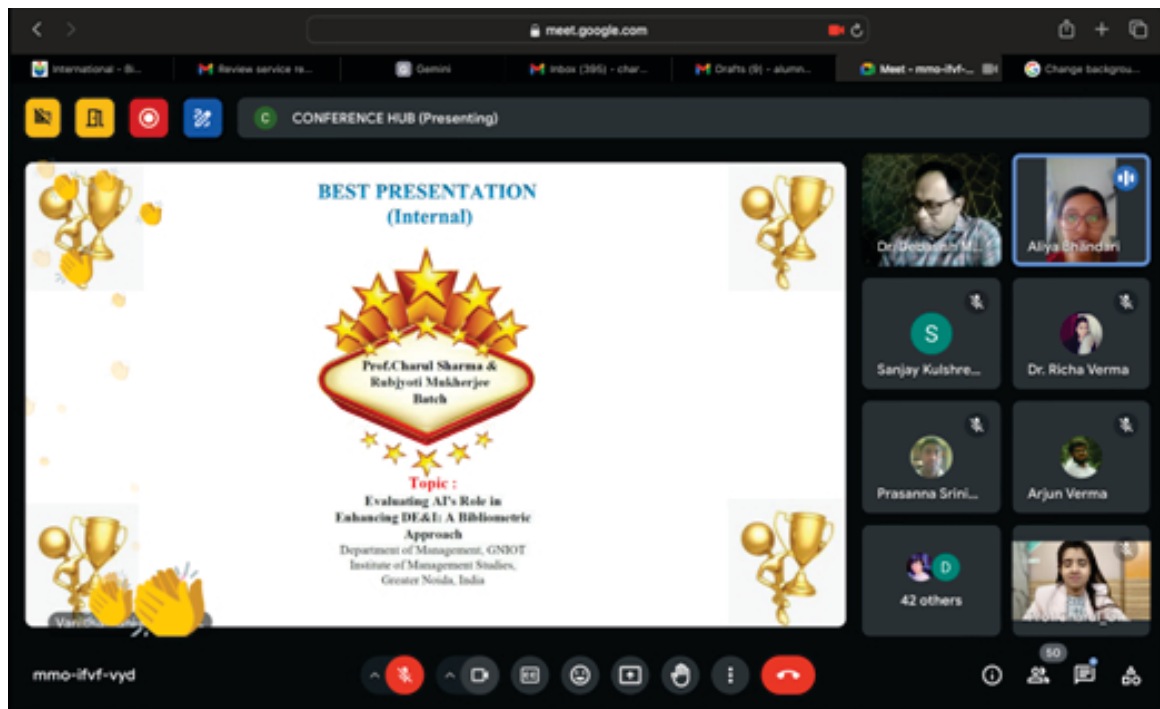 meet.google.com
International - Bi...
Review service re...
Gemini
Inbox (395) - char...
Drafts (9) - alumn...
Meet - mmo-ifvf-...
Change backgrou...
C
CONFERENCE HUB (Presenting)
BEST PRESENTATION
(Internal)
Prof.Charul Sharma &
Rubjyoti Mukherjee
Batch
Topic :
Evaluating AI's Role in
Enhancing DE&I: A Bibliometric
Approach
Department of Management, GNIOT
Institute of Management Studies,
Greater Noida, India
Aliya Bhandari
S
Sanjay Kulshre...
Dr. Richa Verma
Prasanna Srini...
Arjun Verma
D
42 others
mmo-ifvf-vyd
50